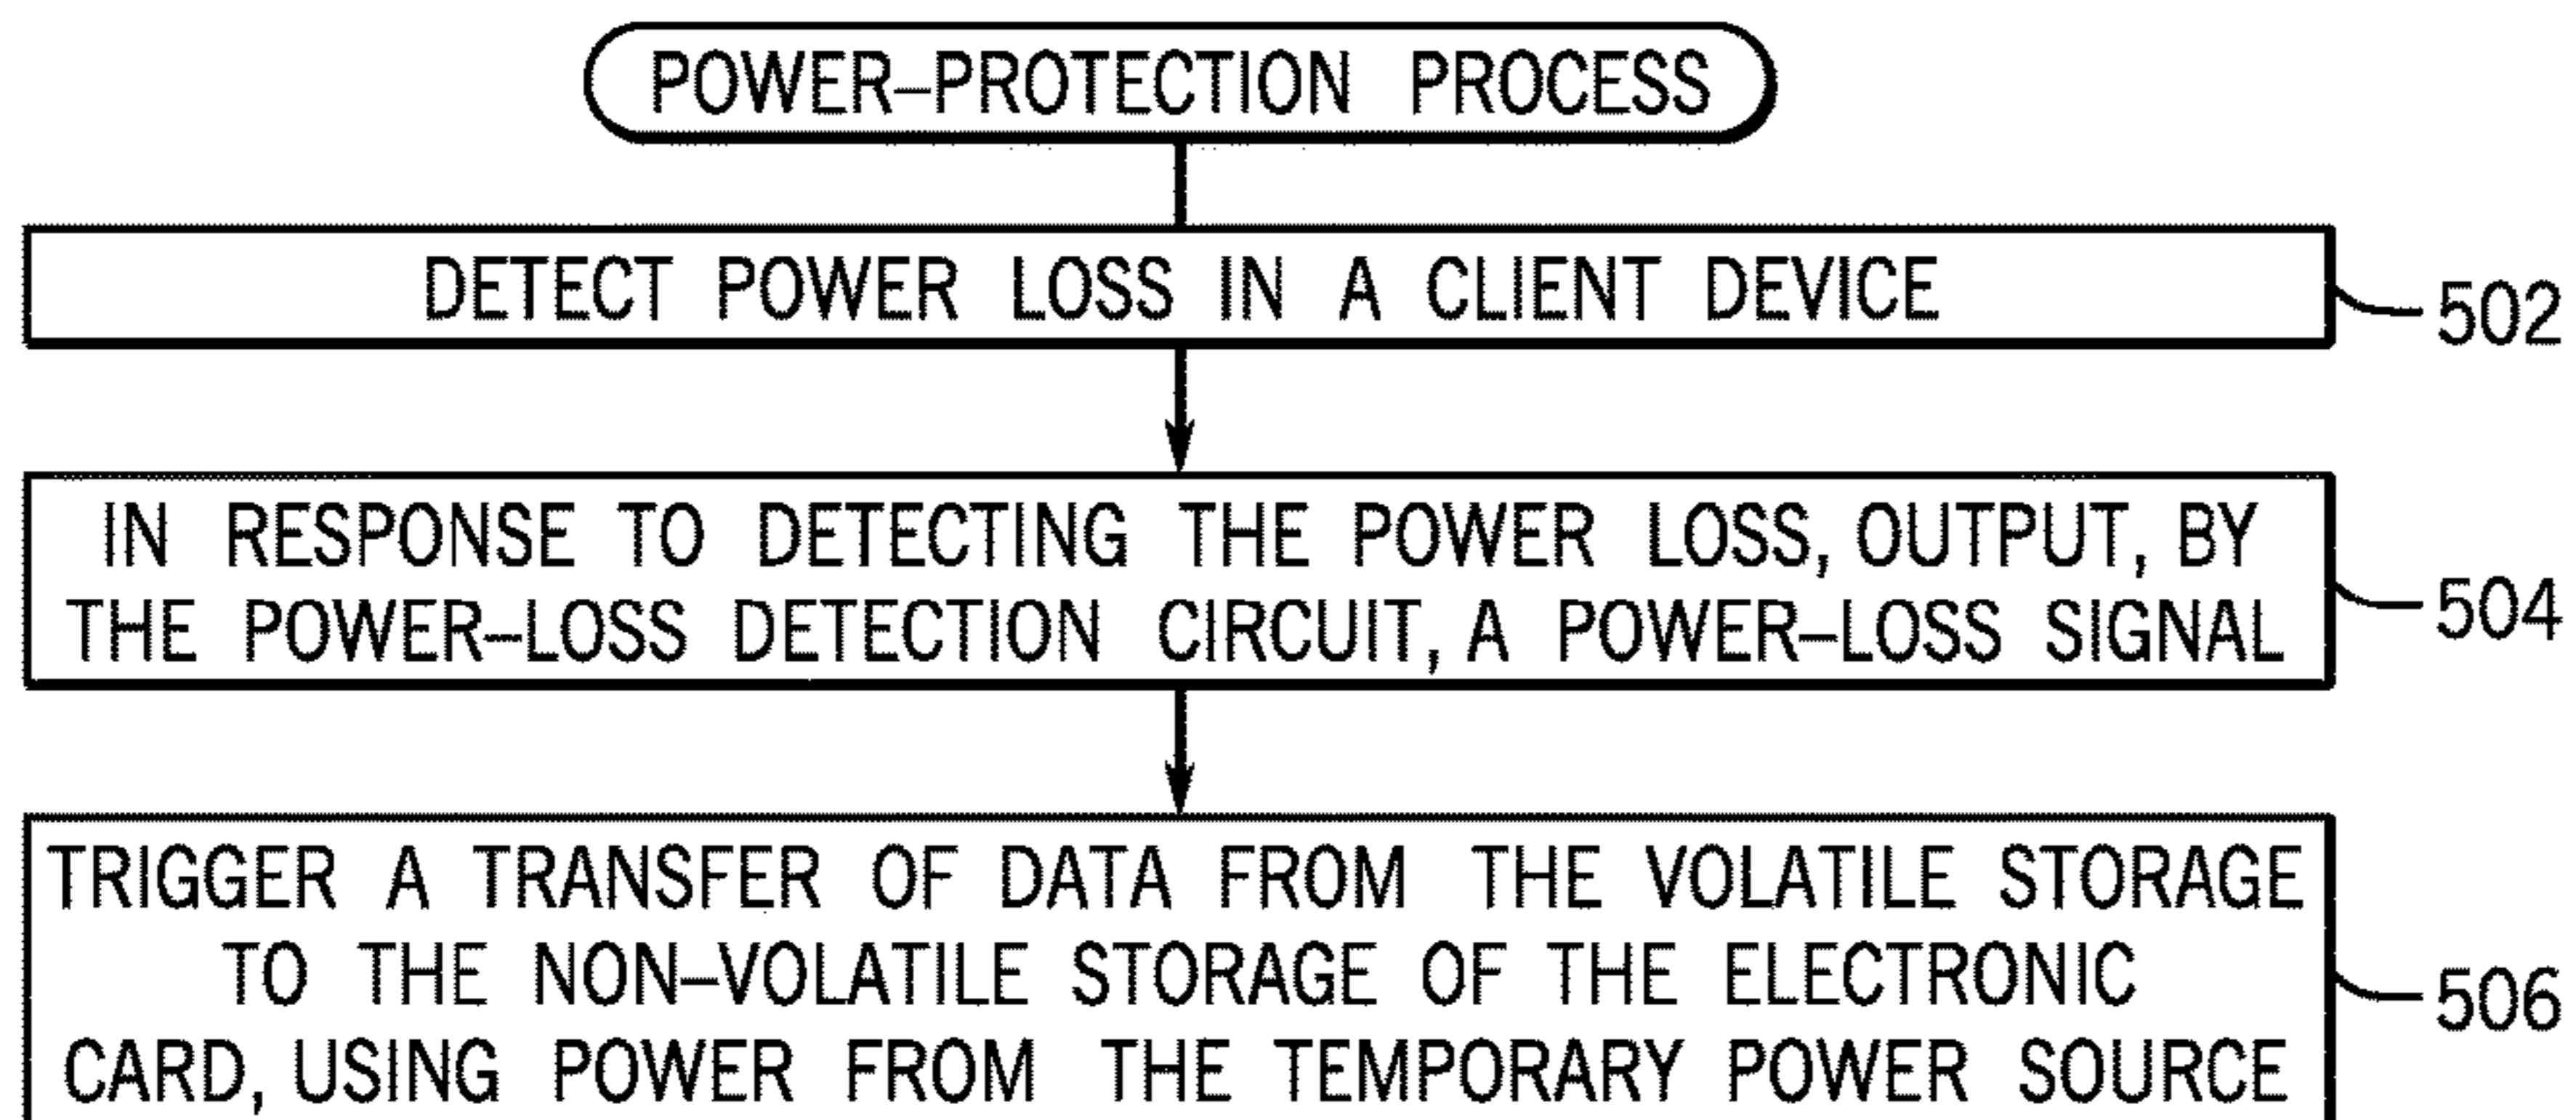 POWER–PROTECTION PROCESS
DETECT POWER LOSS IN A CLIENT DEVICE
502
IN RESPONSE TO DETECTING THE POWER LOSS, OUTPUT, BY
THE POWER–LOSS DETECTION CIRCUIT, A POWER–LOSS SIGNAL
504
TRIGGER A TRANSFER OF DATA FROM THE VOLATILE STORAGE
TO THE NON–VOLATILE STORAGE OF THE ELECTRONIC
CARD, USING POWER FROM THE TEMPORARY POWER SOURCE
506